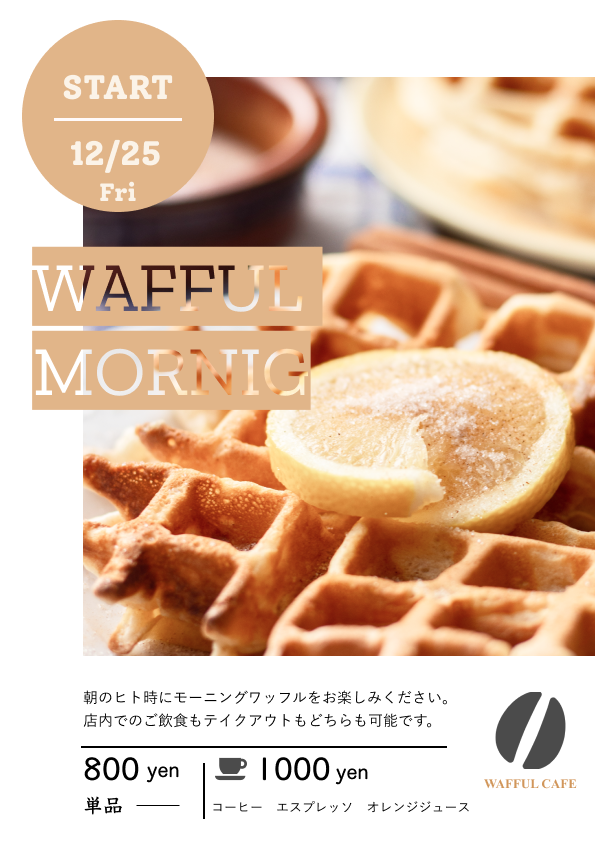 START
12/25
Fri
WAFFUL
MORNIG
朝のヒト時にモーニングワッフルをお楽しみください。
店内でのご飲食もテイクアウトもどちらも可能です。
800 yen
単品
1000 yen
コーヒー エスプレッソ オレンジジュース
WAFFUL CAFE